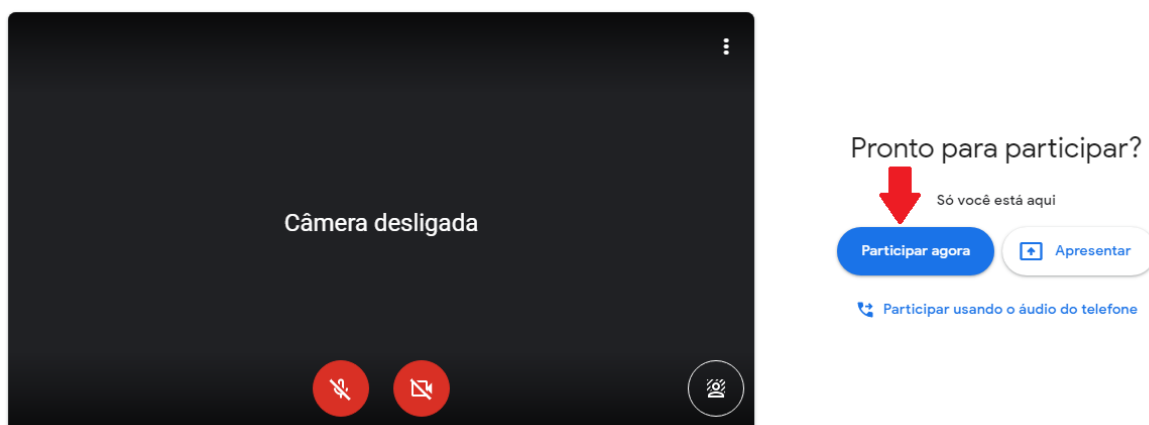 Câmera desligada
Pronto para participar?
Só você está aqui
Participar agora
Apresentar
Participar usando o áudio do telefone